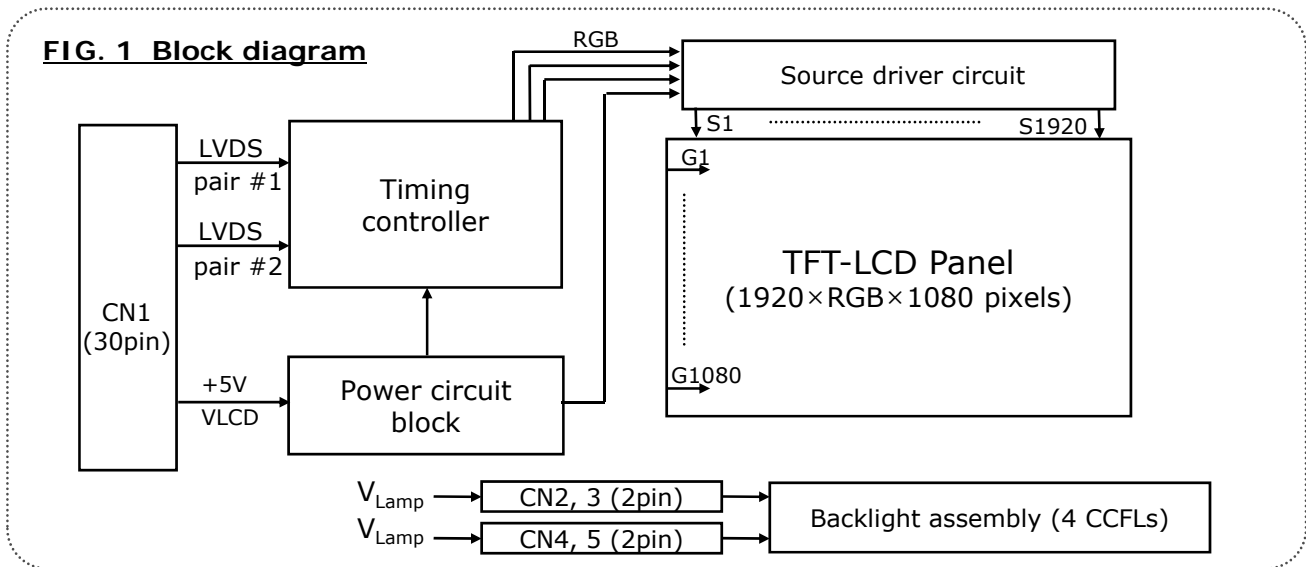 FIG. 1 Block diagram
RGB
Source driver circuit
S1
S1920
CN1
(30pin)
LVDS
pair #1
LVDS
pair #2
+5V
VLCD
Timing
controller
Power circuit
block
G1
TFT-LCD Panel
(1920×RGB×1080 pixels)
G1080
VLamp
CN2, 3 (2pin)
VLamp
CN4, 5 (2pin)
Backlight assembly (4 CCFLs)